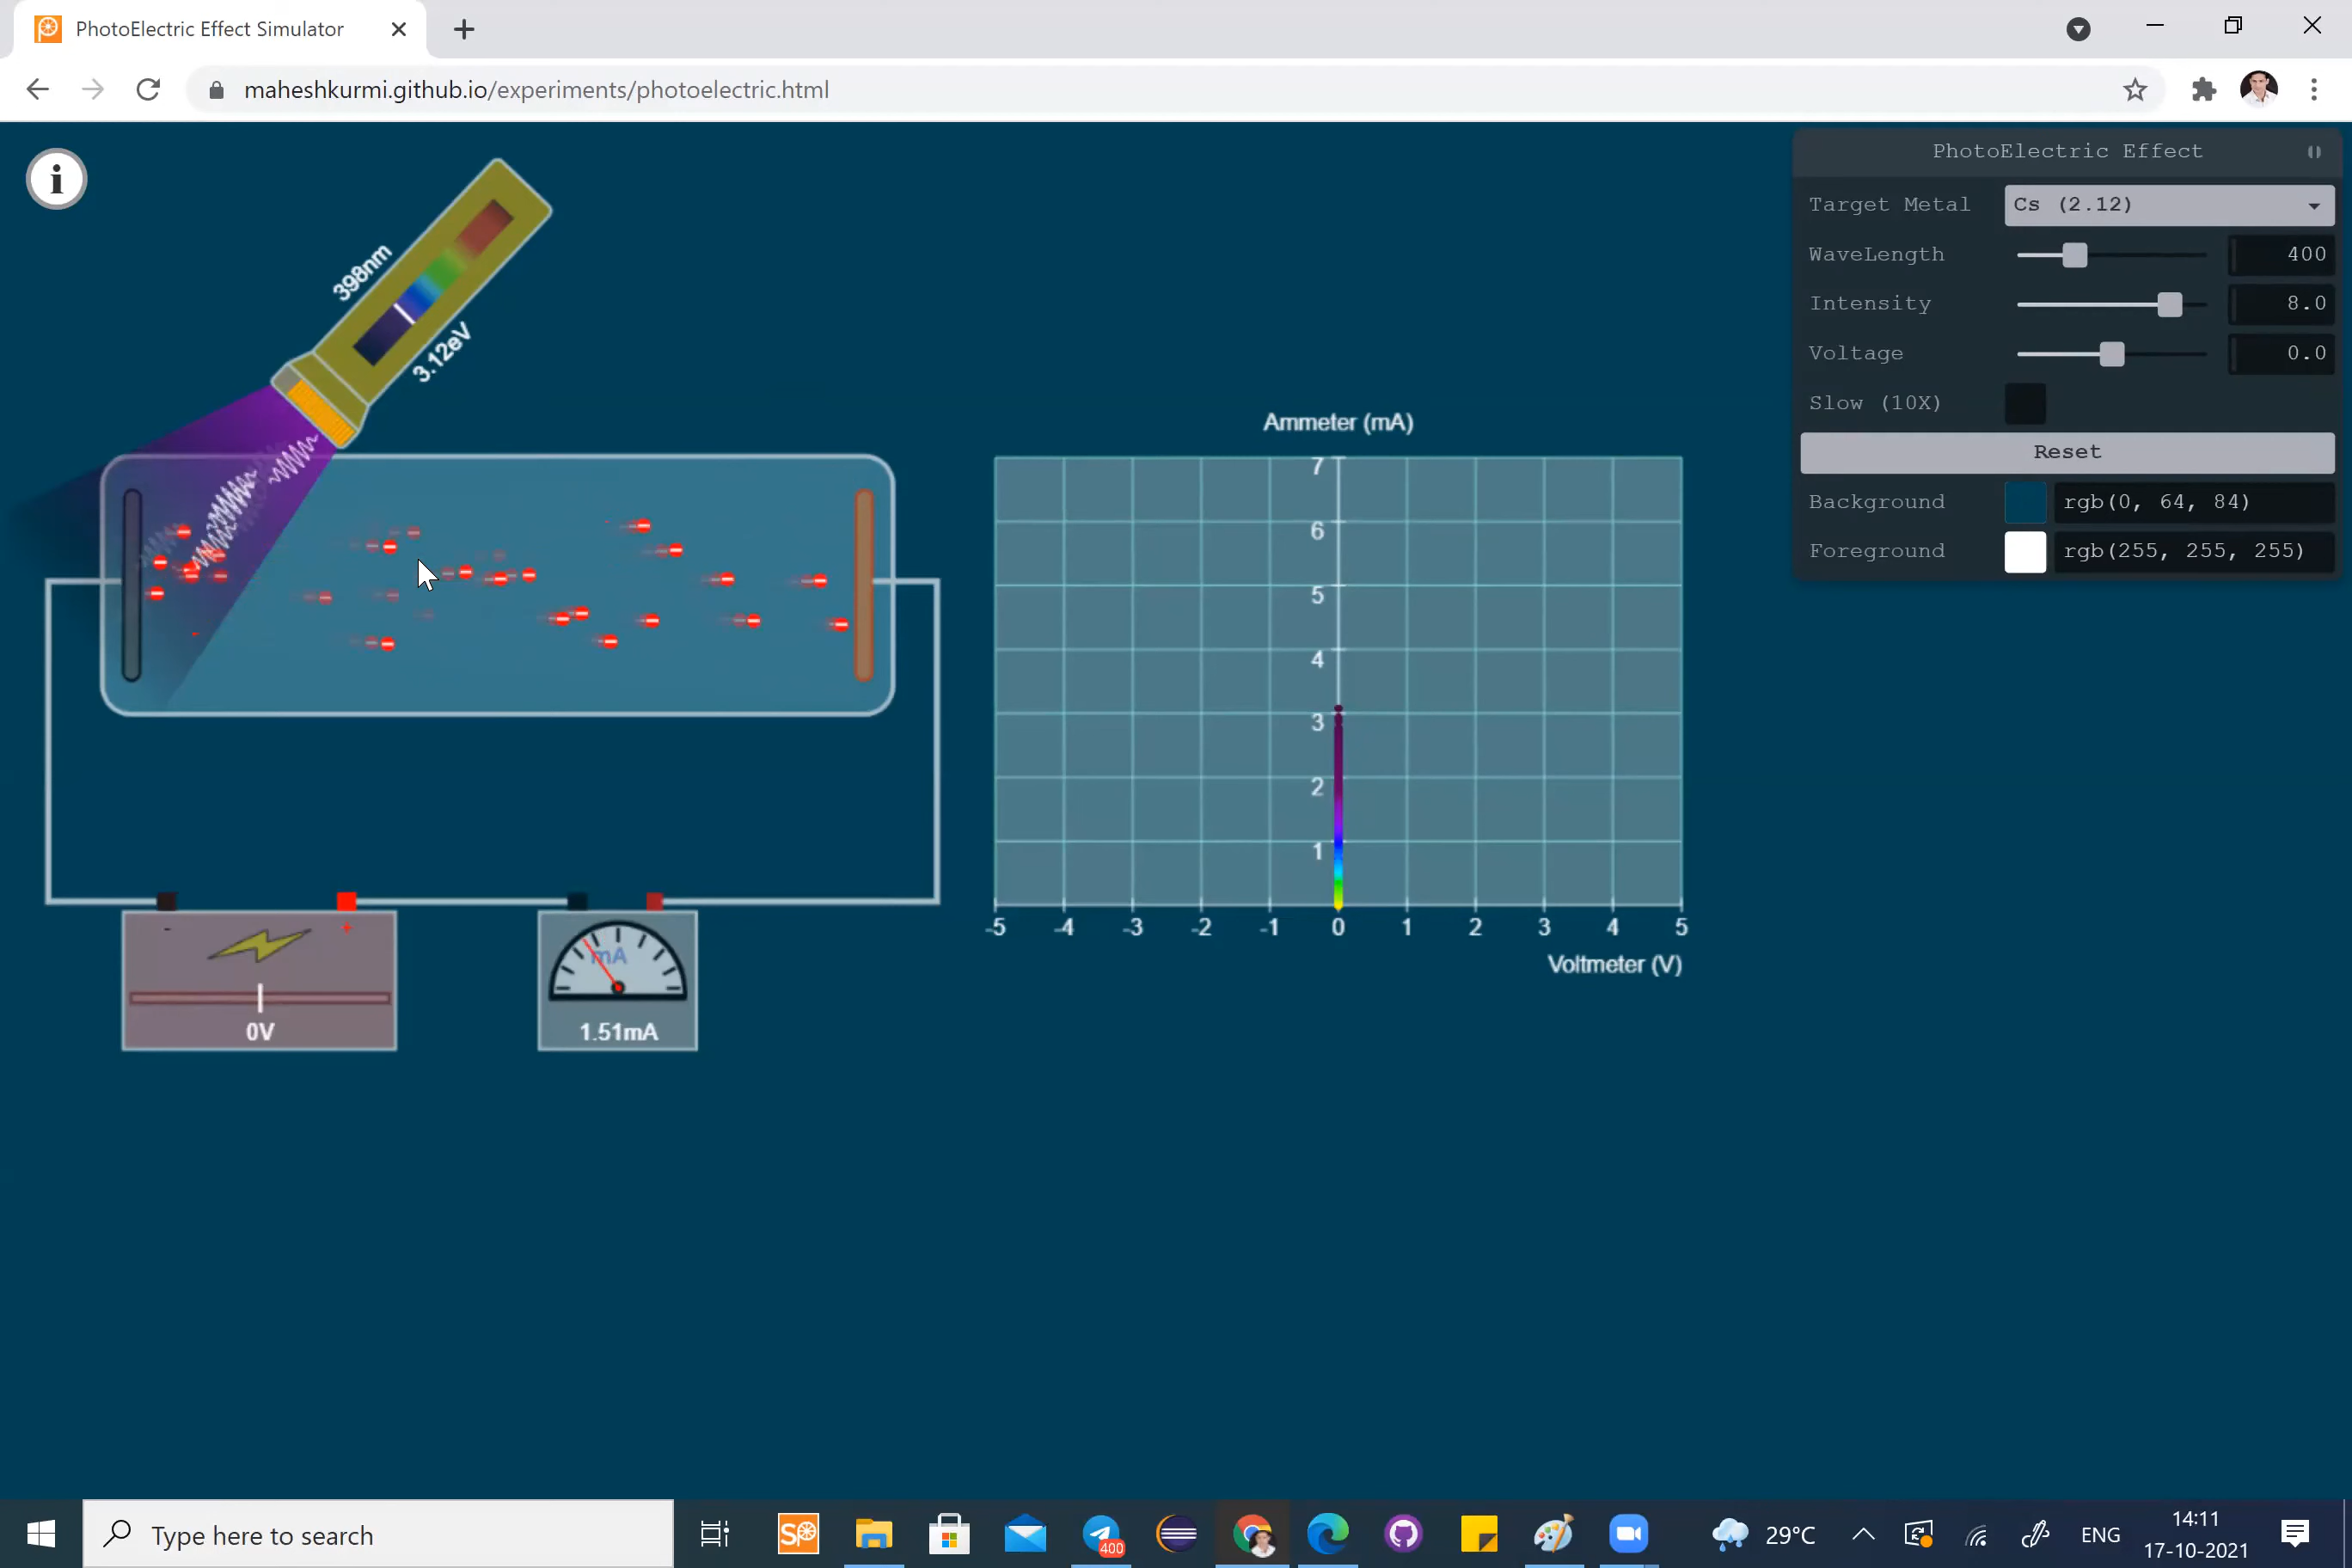 PhotoElectric Effect Simulator
maheshkurmi.github.io/experiments/photoelectric.html
i
398nm
3.12eV
PhotoElectric Effect
Target Metal Cs (2.12)
WaveLength 400
Intensity 8.0
Voltage 0.0
Slow (10X)
Reset
Background rgb(0, 64, 84)
Foreground rgb(255, 255, 255)
Ammeter (mA)
7
6
5
4
3
2
1
-5 -4 -3 -2 -1 0 1 2 3 4 5
Voltmeter (V)
- +
0V
mA
1.51mA
Type here to search
SP
400
29°C
ENG
14:11
17-10-2021